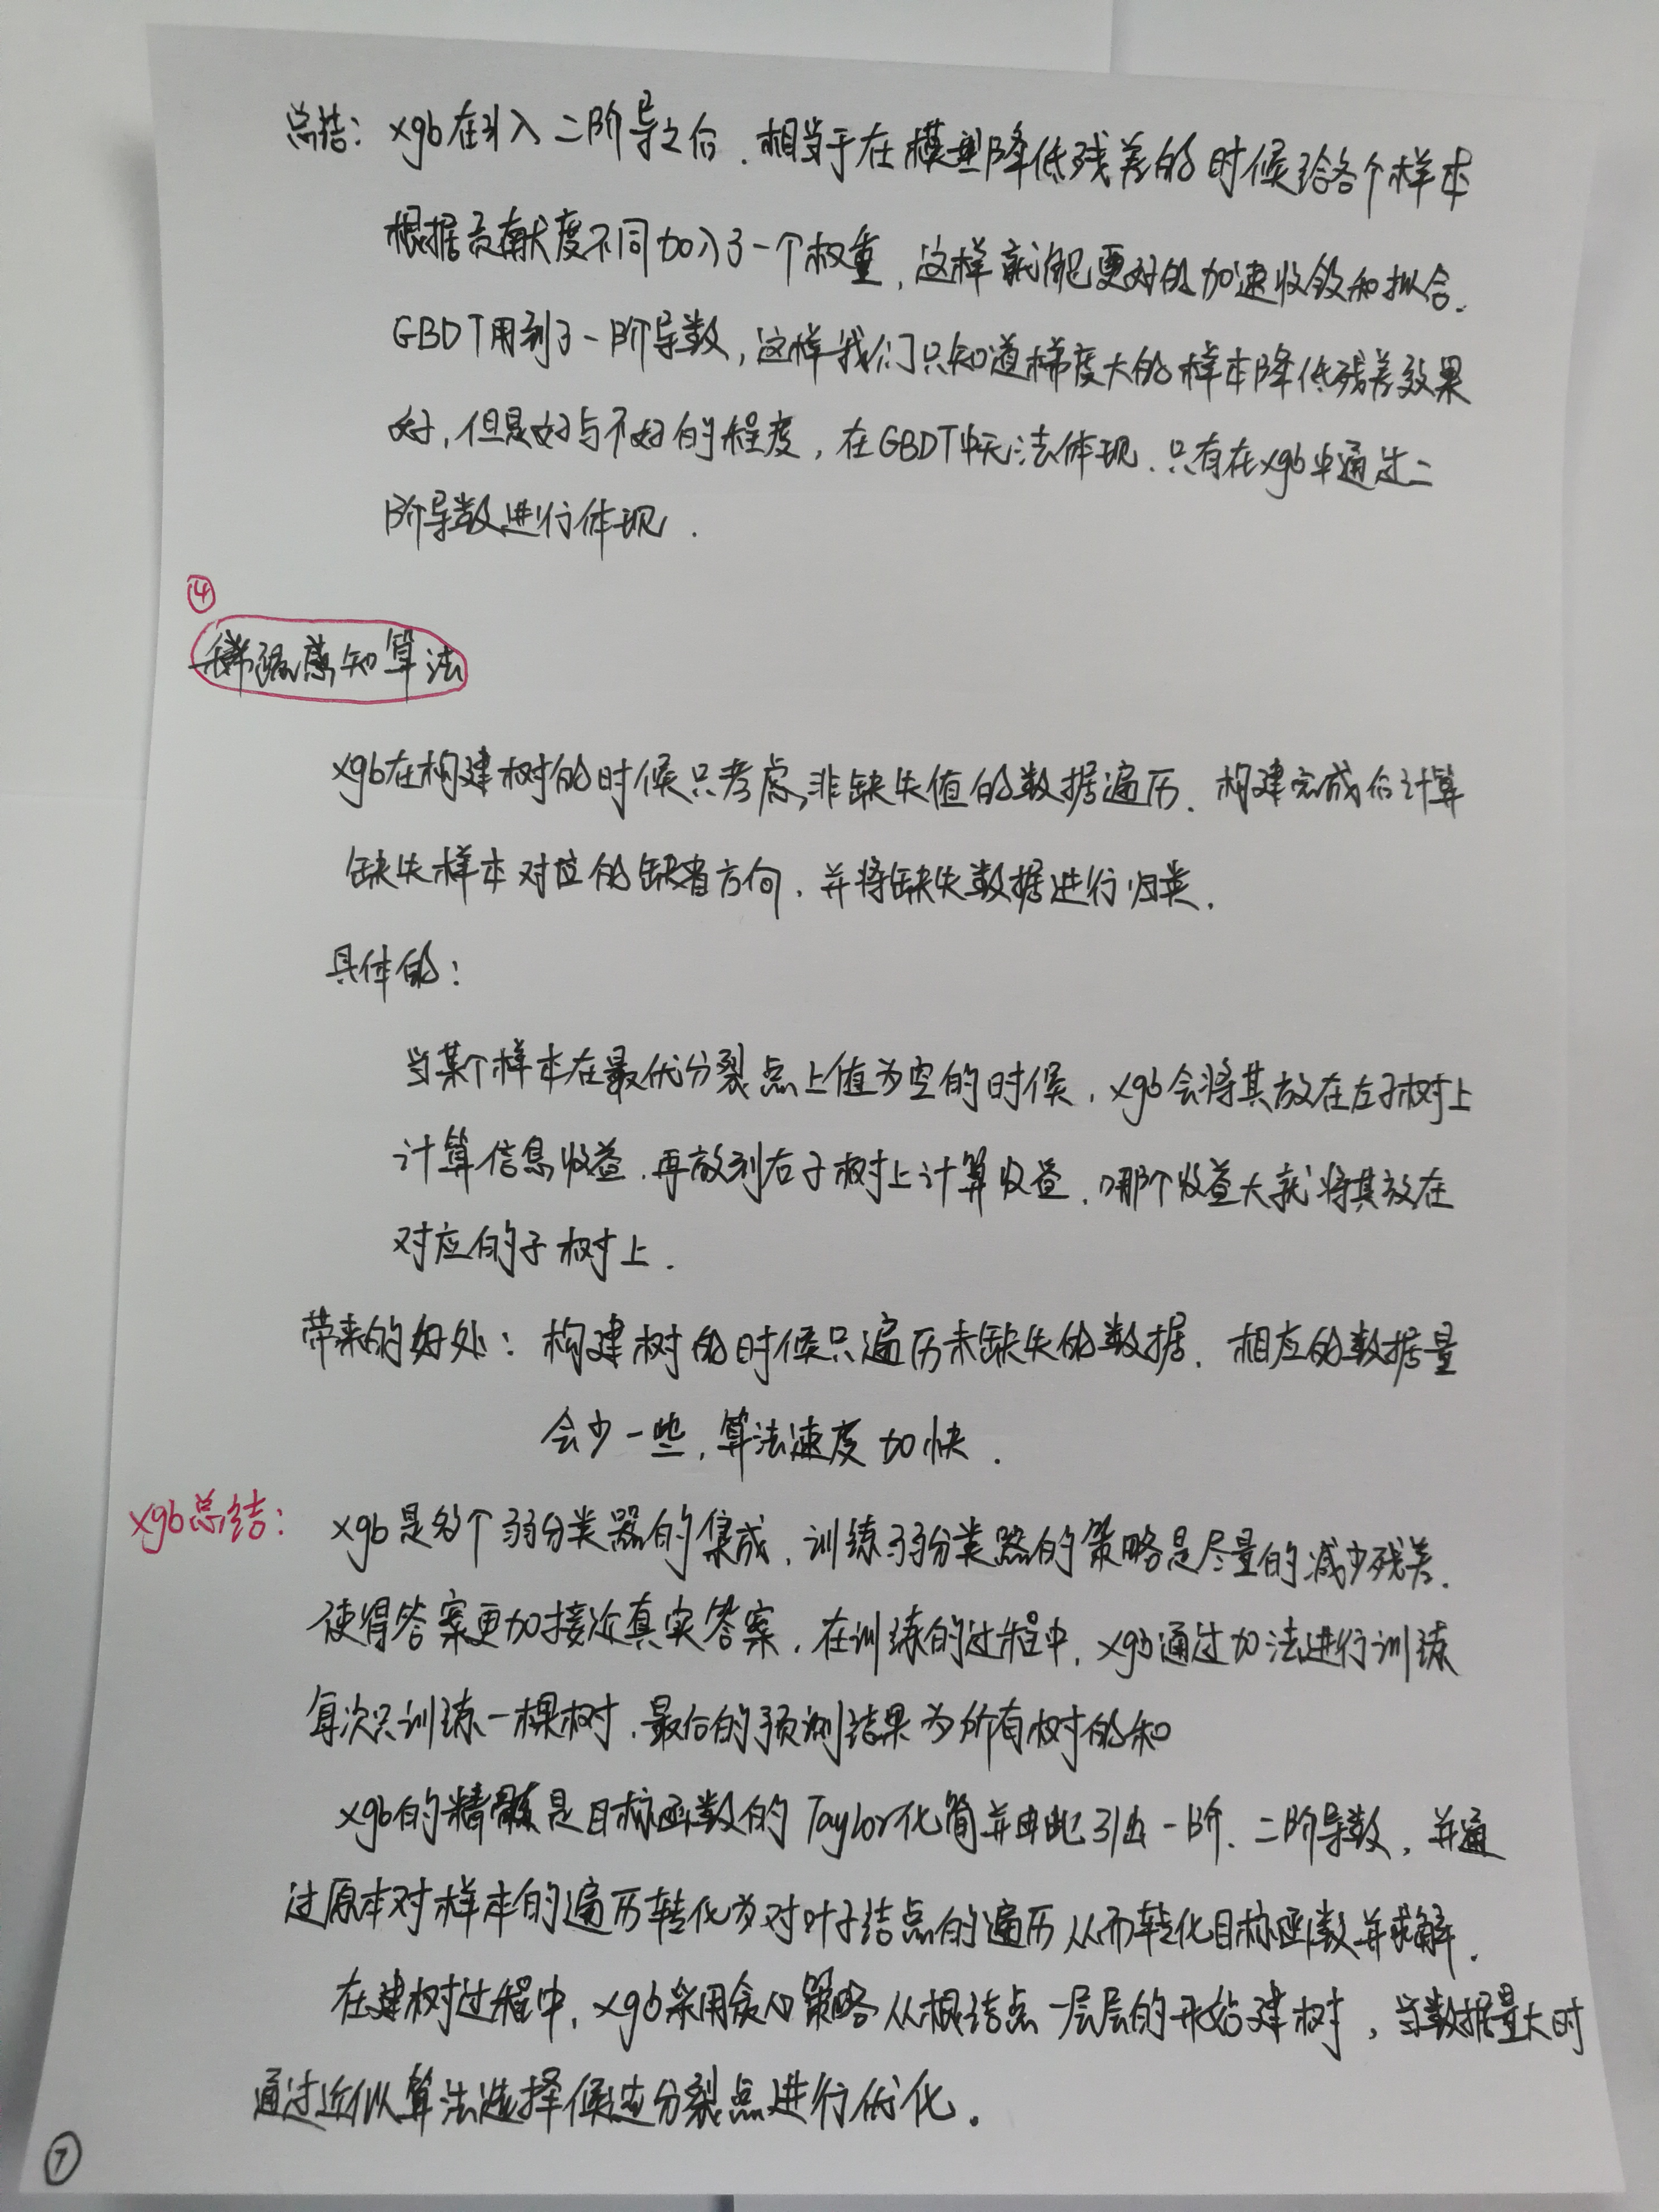 总结：xgb在引入二阶导之后，相当于在模型降低残差的时候给各个样本
根据贡献度不同加入了一个权重，这样就能更好的加速收敛和拟合.
GBDT用到了一阶导数，这样我们只知道梯度大的样本降低残差效果
好，但是好与不好的程度，在GBDT中无法体现.只有在xgb中通过二
阶导数进行体现.
④
稀疏感知算法
xgb在构建树的时候只考虑非缺失值的数据遍历.构建完成后计算
缺失样本对应的缺省方向，并将缺失数据进行归类.
具体的：
当某个样本在最优分裂点上值为空的时候，xgb会将其放在左子树上
计算信息收益，再放到右子树上计算收益，哪个收益大就将其放在
对应的子树上.
带来的好处：构建树的时候只遍历未缺失的数据，相应的数据量
会少一些，算法速度加快.
xgb总结：xgb是多个弱分类器的集成，训练弱分类器的策略是尽量的减少残差.
使得答案更加接近真实答案，在训练的过程中，xgb通过加法进行训练
每次只训练一棵树，最后的预测结果为所有树的和
xgb的精髓是目标函数的Taylor化简并由此引出一阶、二阶导数，并通
过原本对样本的遍历转化为对叶子结点的遍历从而转化目标函数并求解.
在建树过程中，xgb采用贪心策略从根结点一层层的开始建树，当数据量大时
通过近似算法选择候选分裂点进行优化.
⑦